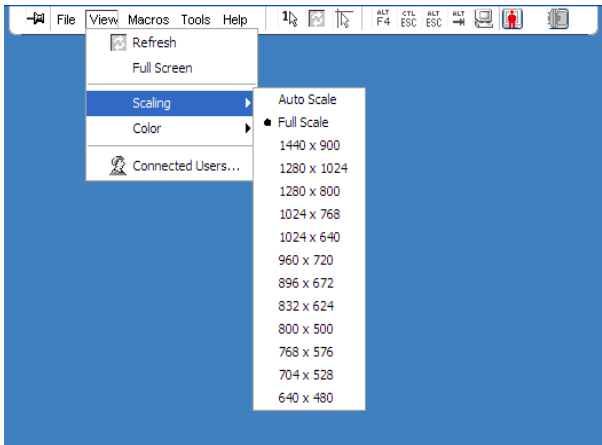 File View Macros Tools Help 1 ALT F4 CTL ESC ALT ESC ALT
Refresh
Full Screen
Scaling
Color
Connected Users...
Auto Scale
Full Scale
1440 x 900
1280 x 1024
1280 x 800
1024 x 768
1024 x 640
960 x 720
896 x 672
832 x 624
800 x 500
768 x 576
704 x 528
640 x 480